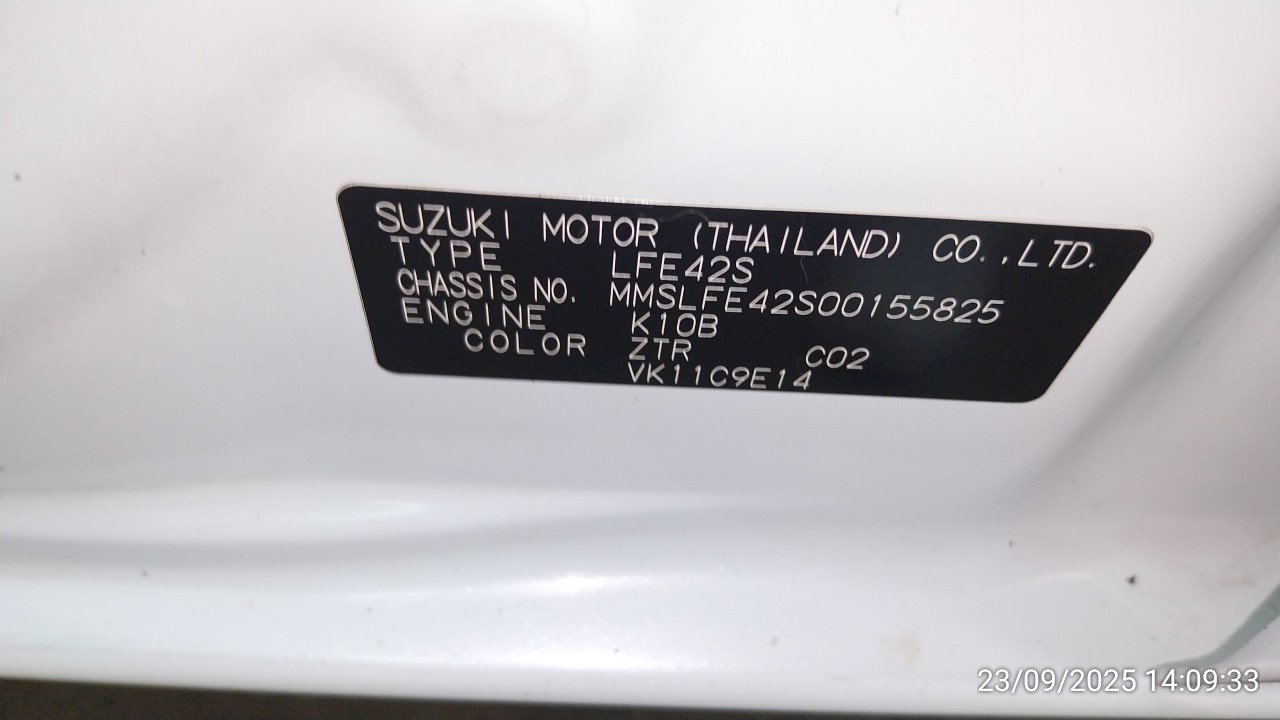 SUZUKI MOTOR (THAILAND) CO.,LTD.
TYPE LFE42S
CHASSIS NO. MMSLFE42S00155825
ENGINE K10B
COLOR ZTR C02
VK11C9E14
23/09/2025 14:09:33